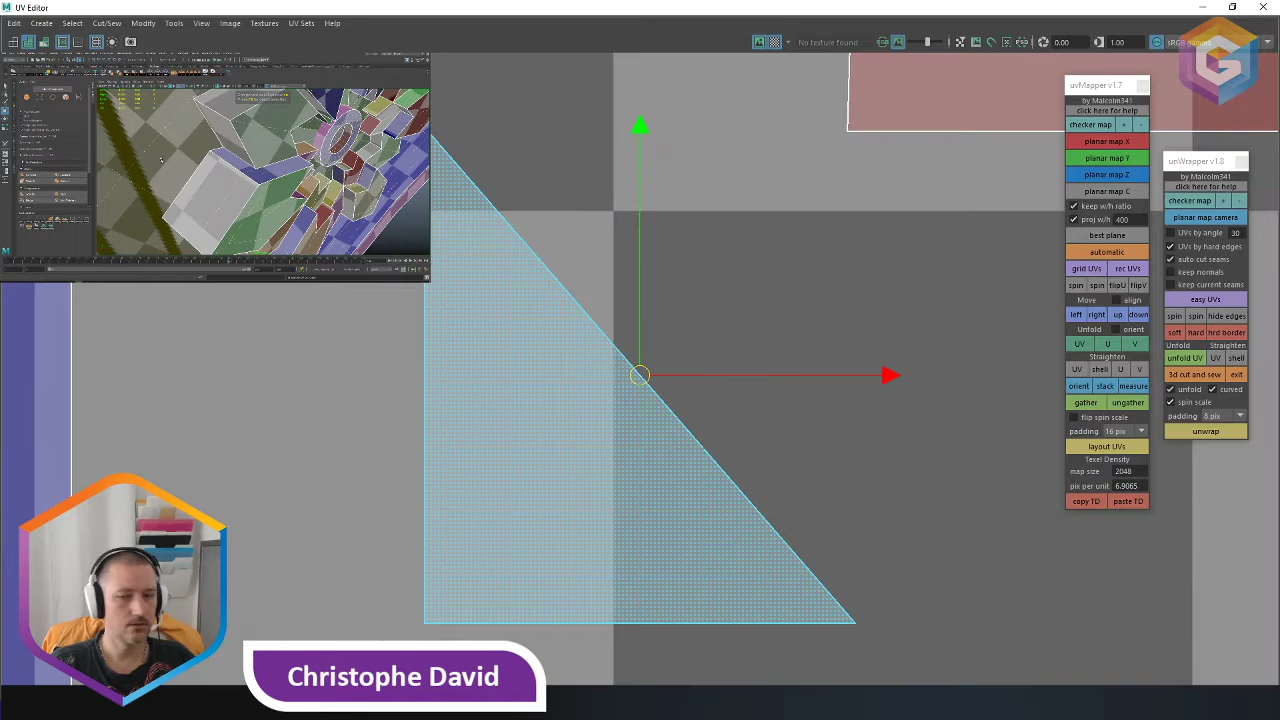 UV Editor
Edit Create Select Cut/Sew Modify Tools View Image Textures UV Sets Help
No texture found 0.00 1.00 sRGB gamma
uvMapper v1.7
by Malcolm341
click here for help
checker map + -
planar map X
planar map Y
planar map Z
planar map C
keep w/h ratio
proj w/h 400
best plane
automatic
grid UVs rec UVs
spin spin flipU flipV
Move align
left right up down
Unfold orient
UV U V
Straighten
UV shell U V
orient stack measure
gather ungather
flip spin scale
padding 16 pix
layout UVs
Texel Density
map size 2048
pix per unit 6.9065
copy TD paste TD
unWrapper v1.8
by Malcolm341
click here for help
checker map + -
planar map camera
UVs by angle 30
UVs by hard edges
auto cut seams
keep normals
keep current seams
easy UVs
spin spin hide edges
soft hard hrd border
Unfold Straighten
unfold UV UV shell
3d cut and sew exit
unfold curved
spin scale
padding 8 pix
unwrap
Christophe David